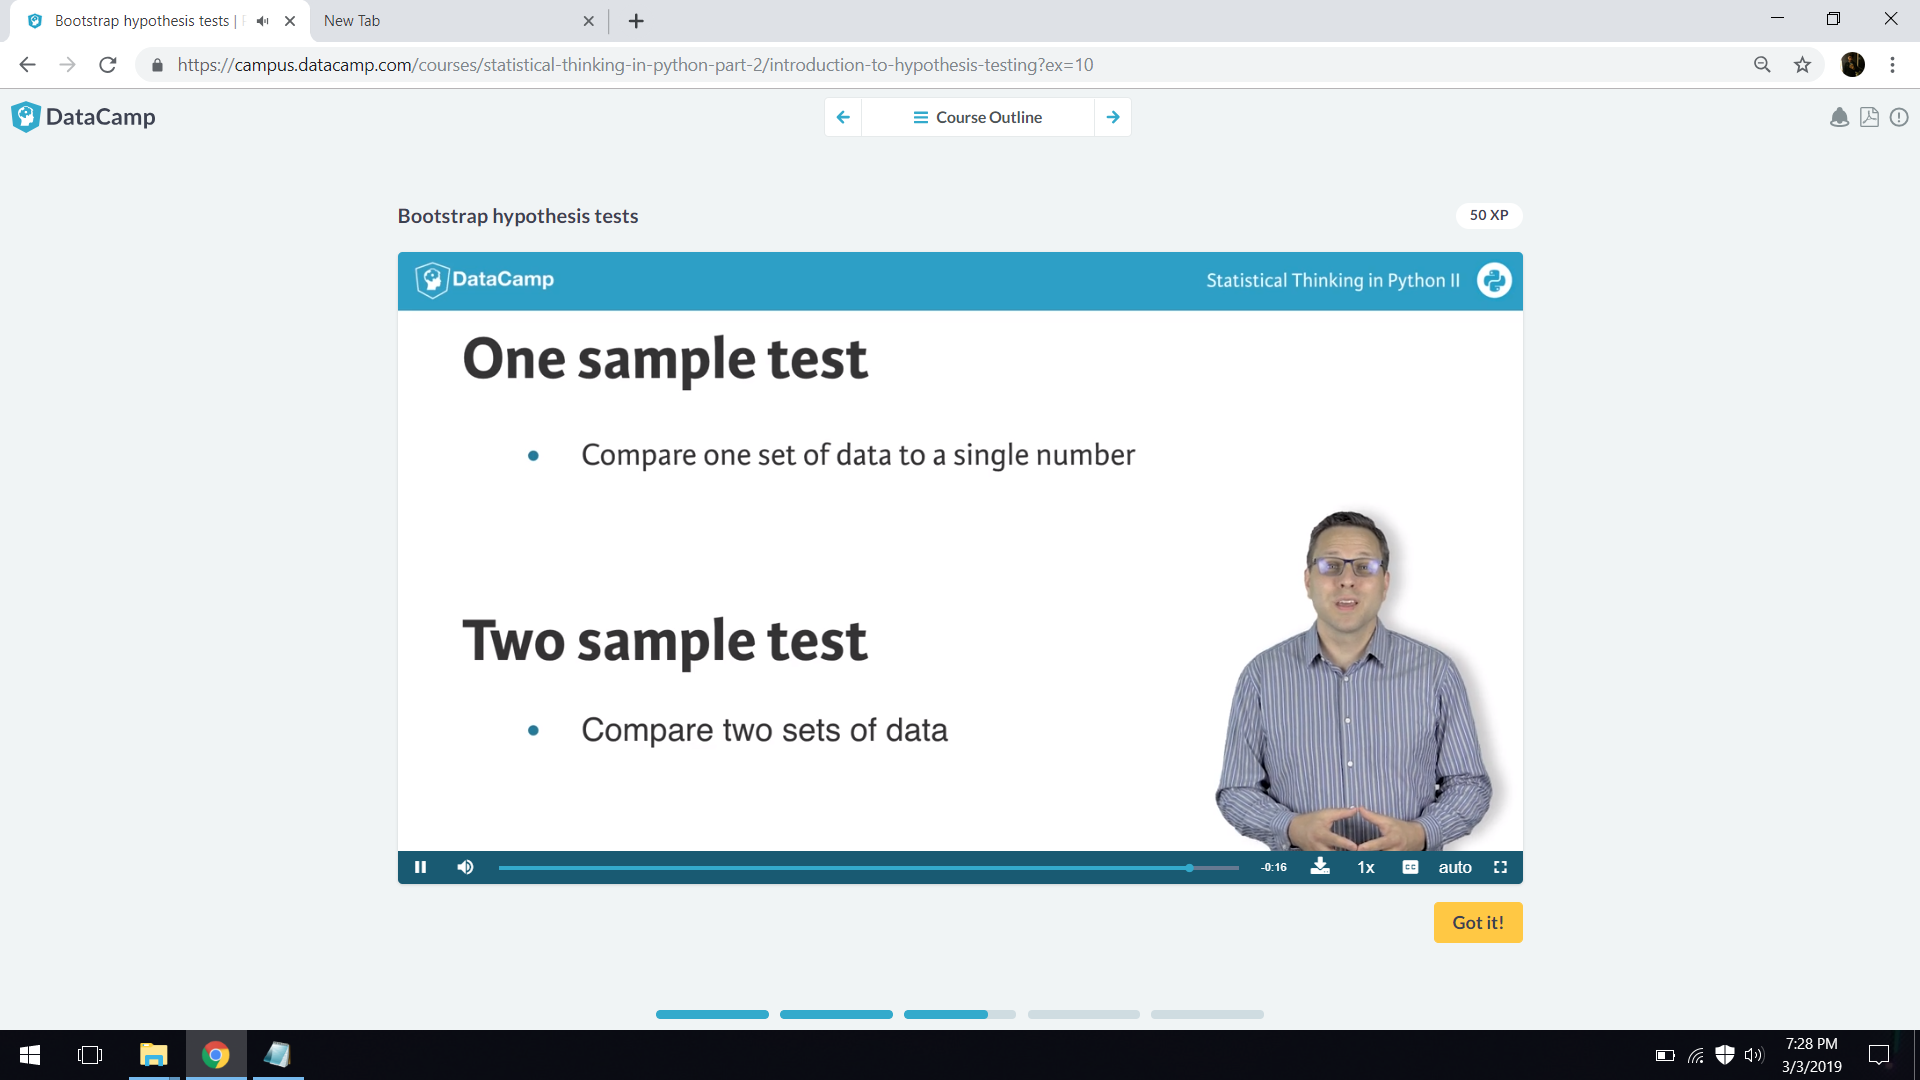 Bootstrap hypothesis tests |
New Tab
https://campus.datacamp.com/courses/statistical-thinking-in-python-part-2/introduction-to-hypothesis-testing?ex=10
DataCamp
Course Outline
Bootstrap hypothesis tests
50 XP
DataCamp
Statistical Thinking in Python II
One sample test
• Compare one set of data to a single number
Two sample test
• Compare two sets of data
-0:16
1x
CC
auto
Got it!
7:28 PM
3/3/2019